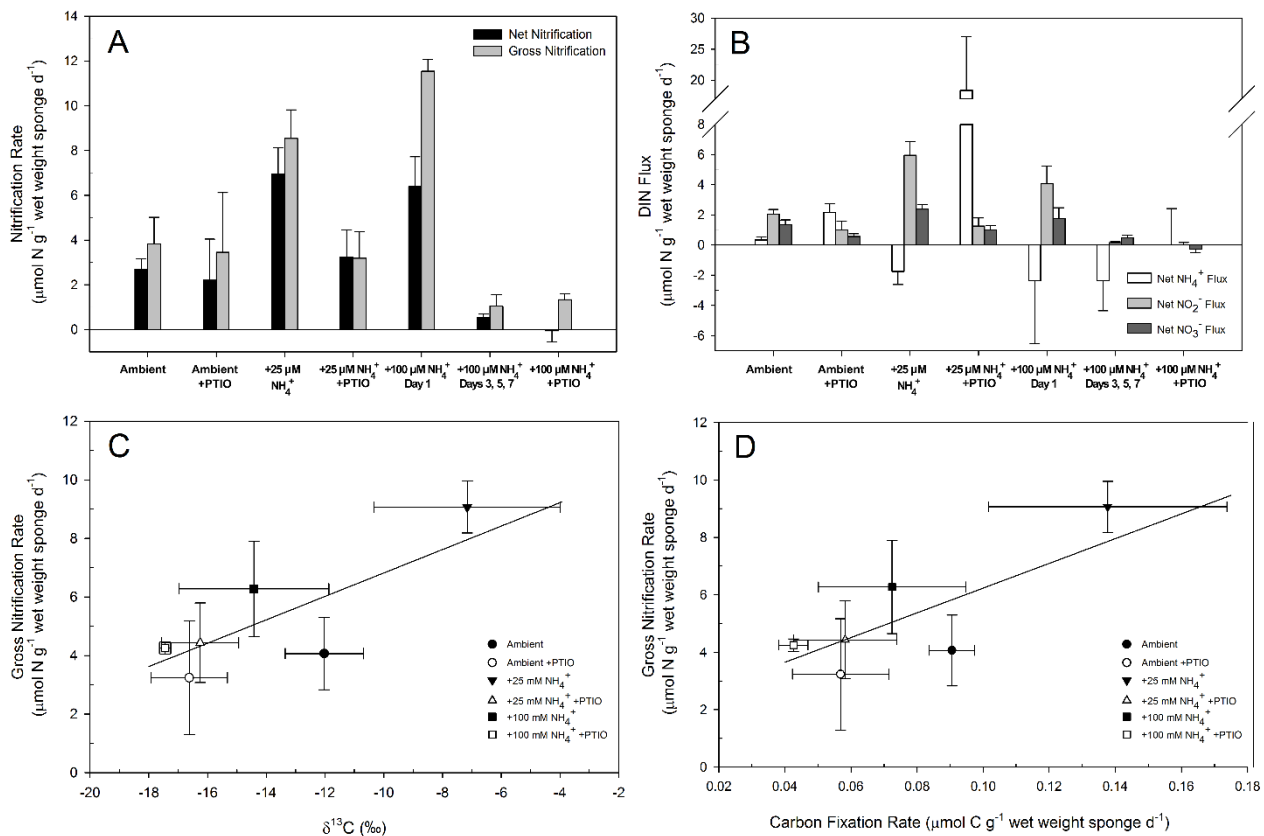 A
14
12
10
8
6
4
2
0
Nitrification Rate
(µmol N g⁻¹ wet weight sponge d⁻¹)
Net Nitrification
Gross Nitrification
Ambient
Ambient
+PTIO
+25 µM
NH₄⁺
+25 µM NH₄⁺
+PTIO
+100 µM NH₄⁺
Day 1
+100 µM NH₄⁺
Days 3, 5, 7
+100 µM NH₄⁺
+PTIO
B
30
25
20
8
6
4
2
0
-2
-4
-6
DIN Flux
(µmol N g⁻¹ wet weight sponge d⁻¹)
Net NH₄⁺ Flux
Net NO₂⁻ Flux
Net NO₃⁻ Flux
Ambient
Ambient
+PTIO
+25 µM
NH₄⁺
+25 µM NH₄⁺
+PTIO
+100 µM NH₄⁺
Day 1
+100 µM NH₄⁺
Days 3, 5, 7
+100 µM NH₄⁺
+PTIO
C
12
10
8
6
4
2
0
Gross Nitrification Rate
(µmol N g⁻¹ wet weight sponge d⁻¹)
Ambient
Ambient +PTIO
+25 mM NH₄⁺
+25 mM NH₄⁺ +PTIO
+100 mM NH₄⁺
+100 mM NH₄⁺ +PTIO
-20 -18 -16 -14 -12 -10 -8 -6 -4 -2
δ¹³C (‰)
D
12
10
8
6
4
2
0
Gross Nitrification Rate
(µmol N g⁻¹ wet weight sponge d⁻¹)
Ambient
Ambient +PTIO
+25 mM NH₄⁺
+25 mM NH₄⁺ +PTIO
+100 mM NH₄⁺
+100 mM NH₄⁺ +PTIO
0.02 0.04 0.06 0.08 0.10 0.12 0.14 0.16 0.18
Carbon Fixation Rate (µmol C g⁻¹ wet weight sponge d⁻¹)